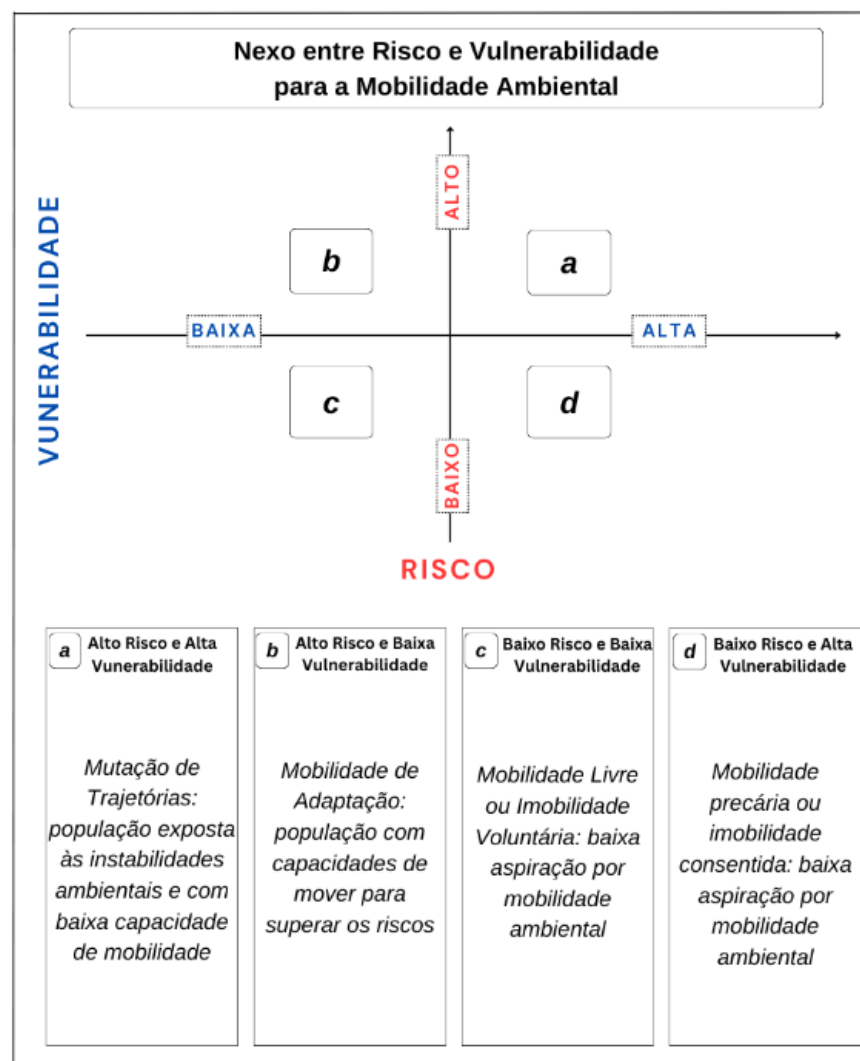 Nexo entre Risco e Vulnerabilidade
para a Mobilidade Ambiental
VUNERABILIDADE
ALTO
b
a
BAIXA
ALTA
c
d
BAIXO
RISCO
a
Alto Risco e Alta
Vunerabilidade
Mutação de
Trajetórias:
população exposta
às instabilidades
ambientais e com
baixa capacidade
de mobilidade
b
Alto Risco e Baixa
Vulnerabilidade
Mobilidade de
Adaptação:
população com
capacidades de
mover para
superar os riscos
c
Baixo Risco e Baixa
Vulnerabilidade
Mobilidade Livre
ou Imobilidade
Voluntária: baixa
aspiração por
mobilidade
ambiental
d
Baixo Risco e Alta
Vulnerabilidade
Mobilidade
precária ou
imobilidade
consentida: baixa
aspiração por
mobilidade
ambiental